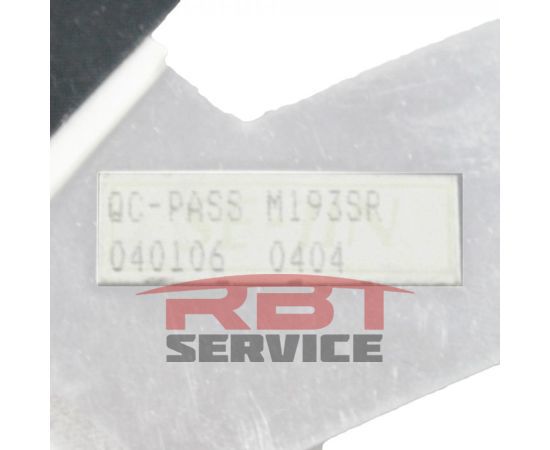 QC-PASS M193SR
040106 0404
RBT
SERVICE